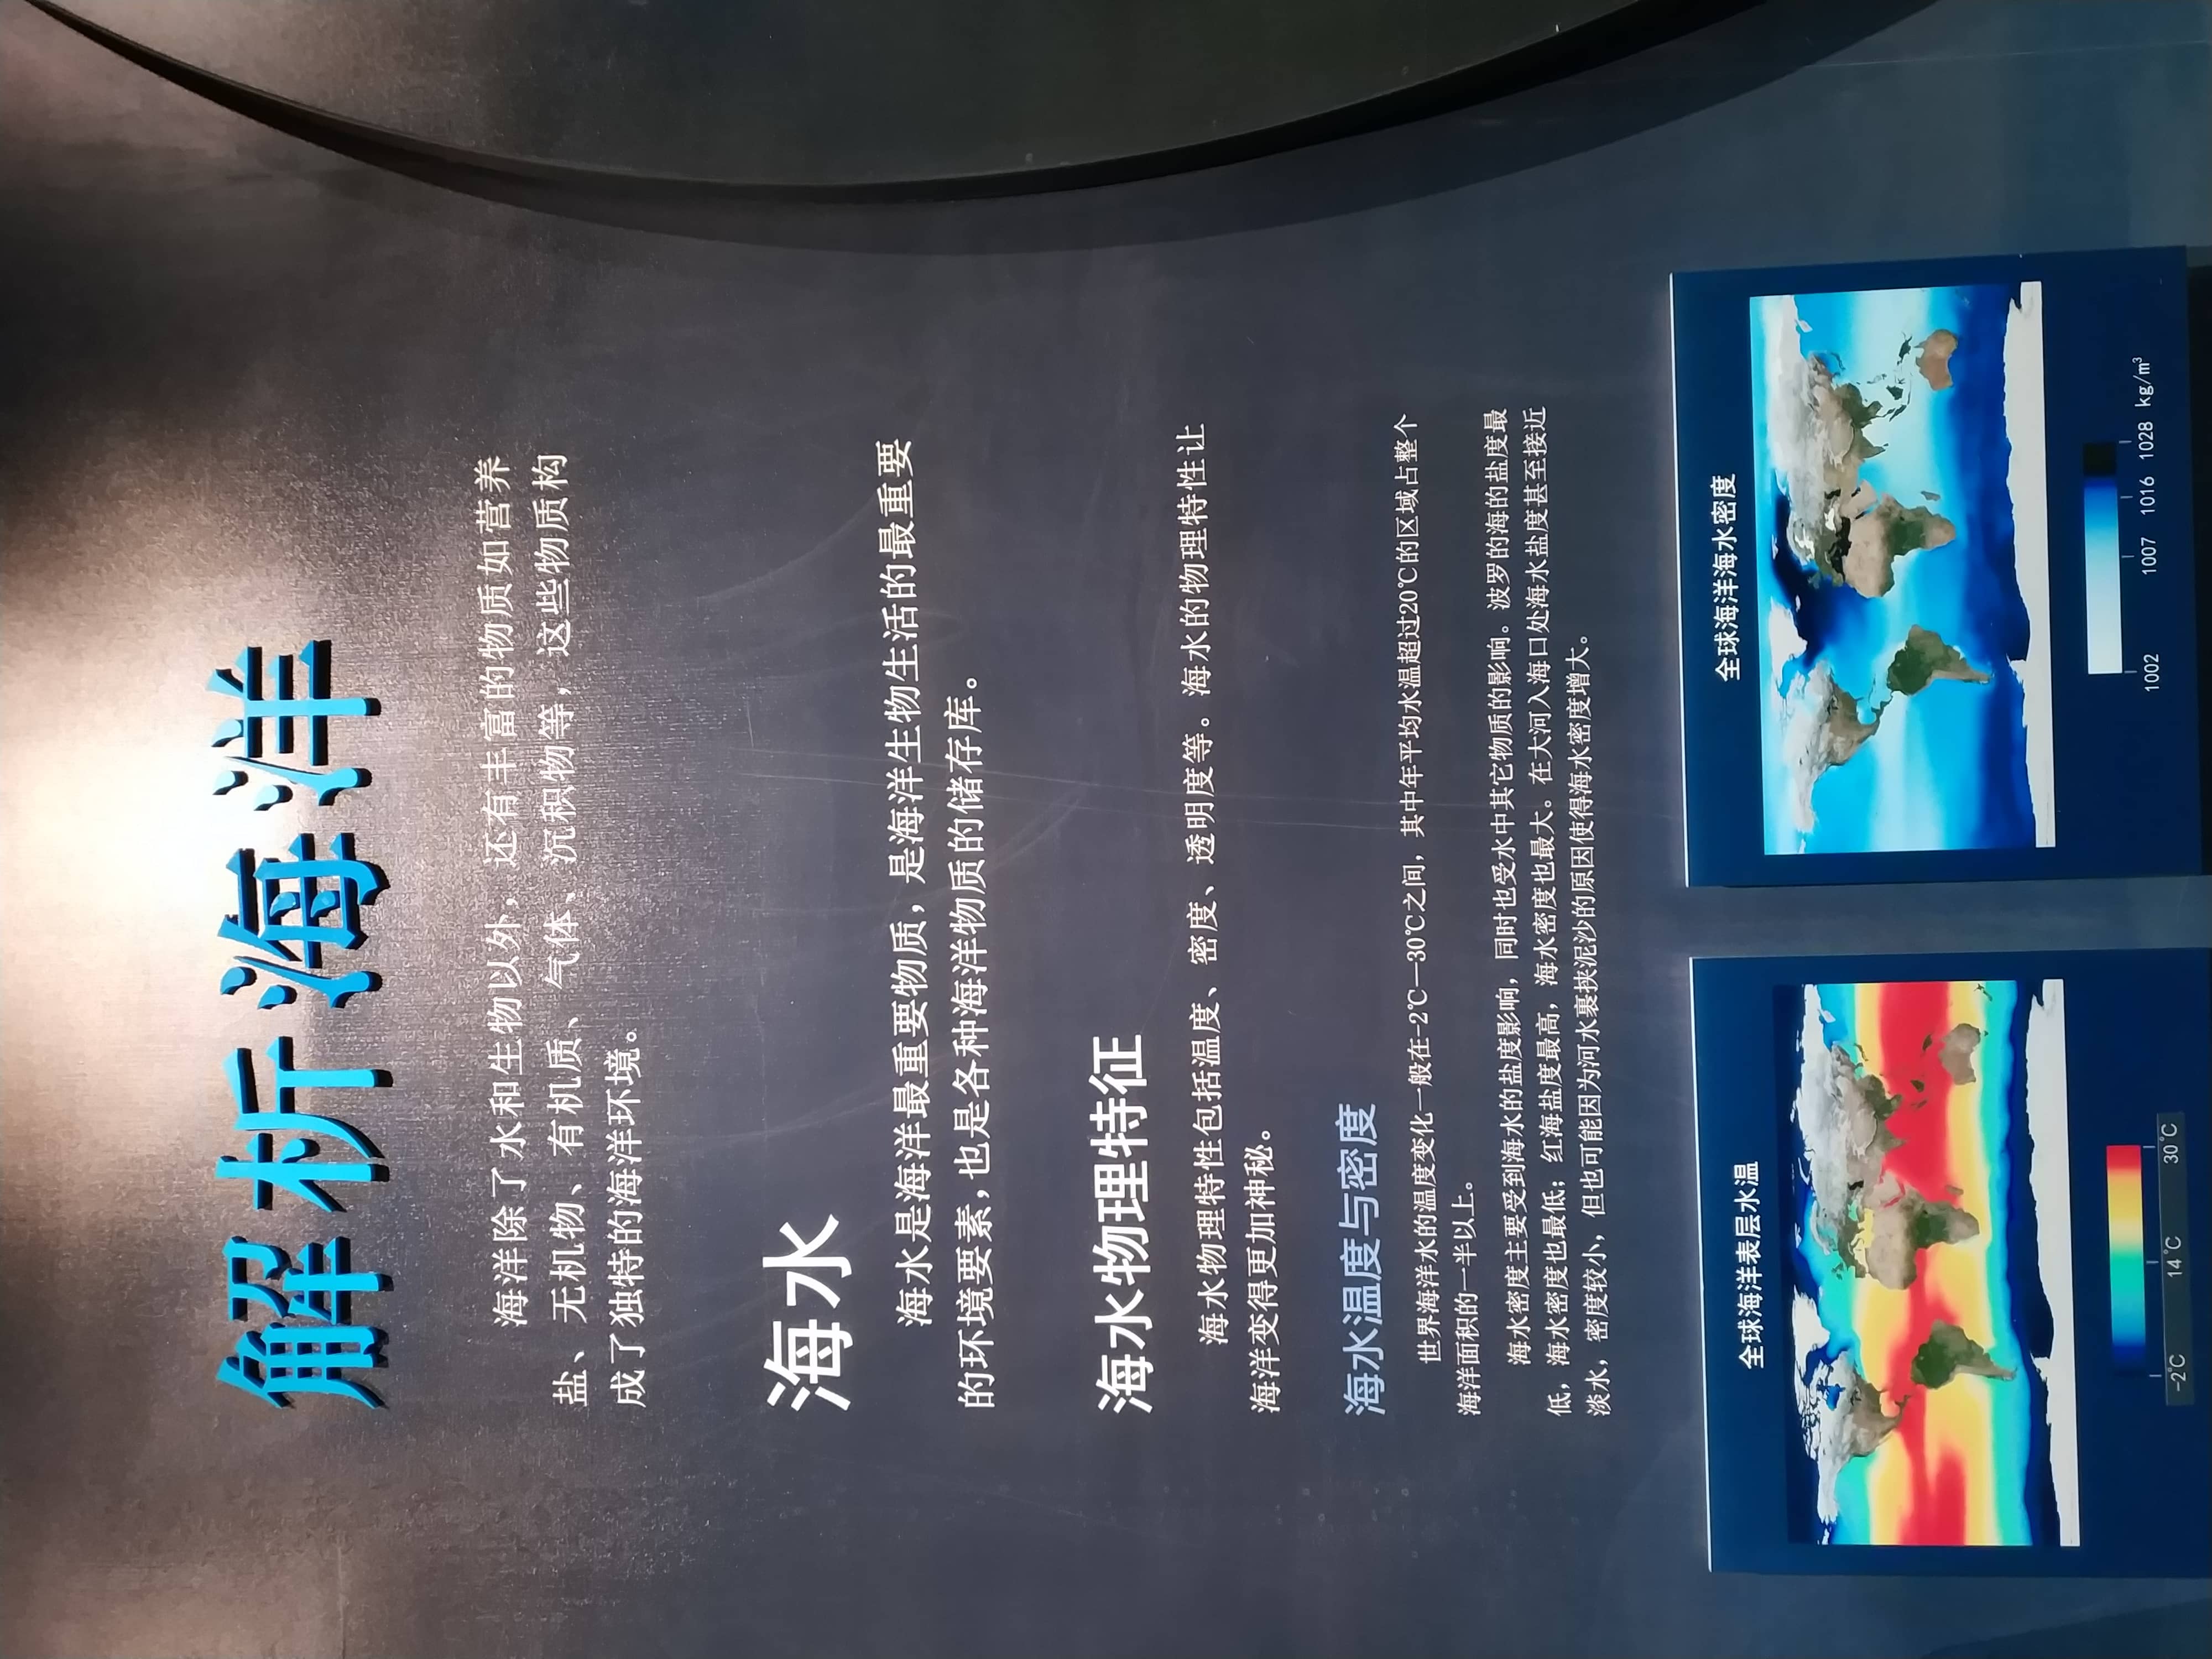 解析海洋
海洋除了水和生物以外，还有丰富的物质如营养
盐、无机物、有机质、气体、沉积物等，这些物质构
成了独特的海洋环境。
海水
海水是海洋最重要物质，是海洋生物生活的最重要
的环境要素，也是各种海洋物质的储存库。
海水物理特征
海水物理特性包括温度、密度、透明度等。海水的物理特性让
海洋变得更加神秘。
海水温度与密度
世界海洋水的温度变化一般在-2℃—30℃之间，其中年平均水温超过20℃的区域占整个
海洋面积的一半以上。
海水密度主要受到海水的盐度影响，同时也受水中其它物质的影响。波罗的海的盐度最
低，海水密度也最低；红海盐度最高，海水密度也最大。在大河入海口处海水盐度甚至接近
淡水，密度较小，但也可能因为河水裹挟泥沙的原因使得海水密度增大。
全球海洋表层水温
-2℃ 14℃ 30℃
全球海洋海水密度
1002 1007 1016 1028 kg/m³